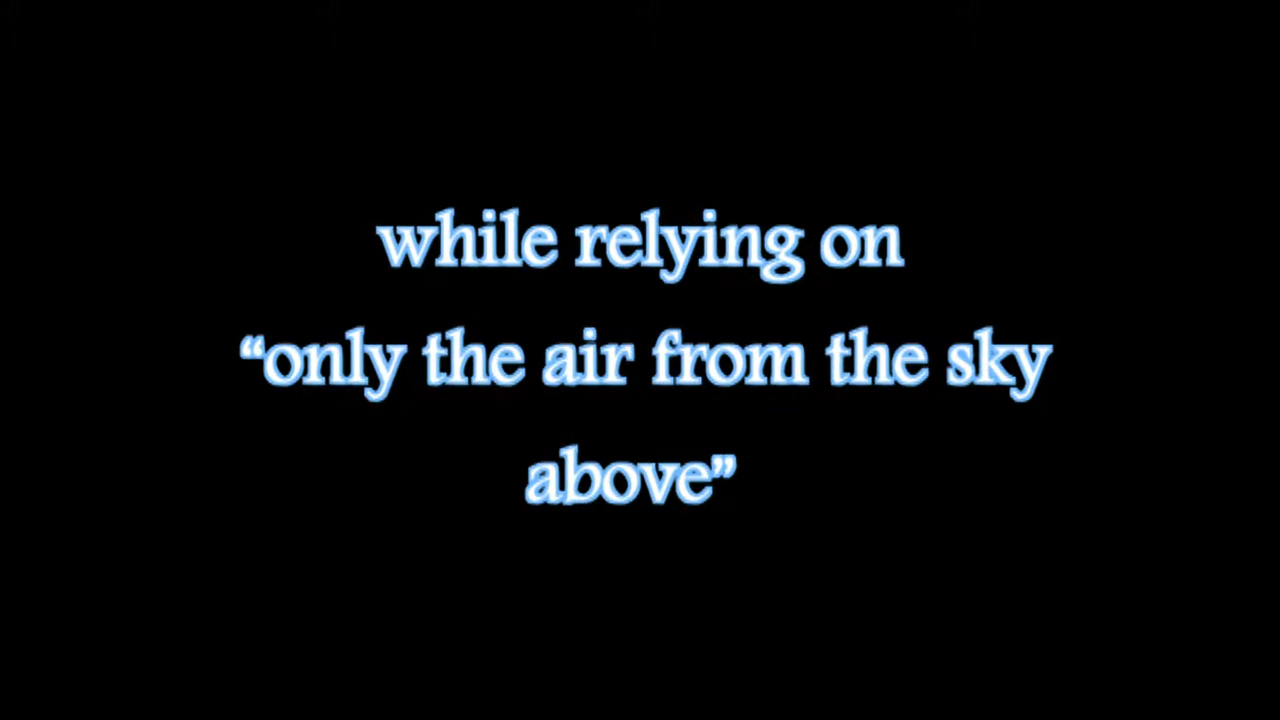 while relying on
“only the air from the sky
above”